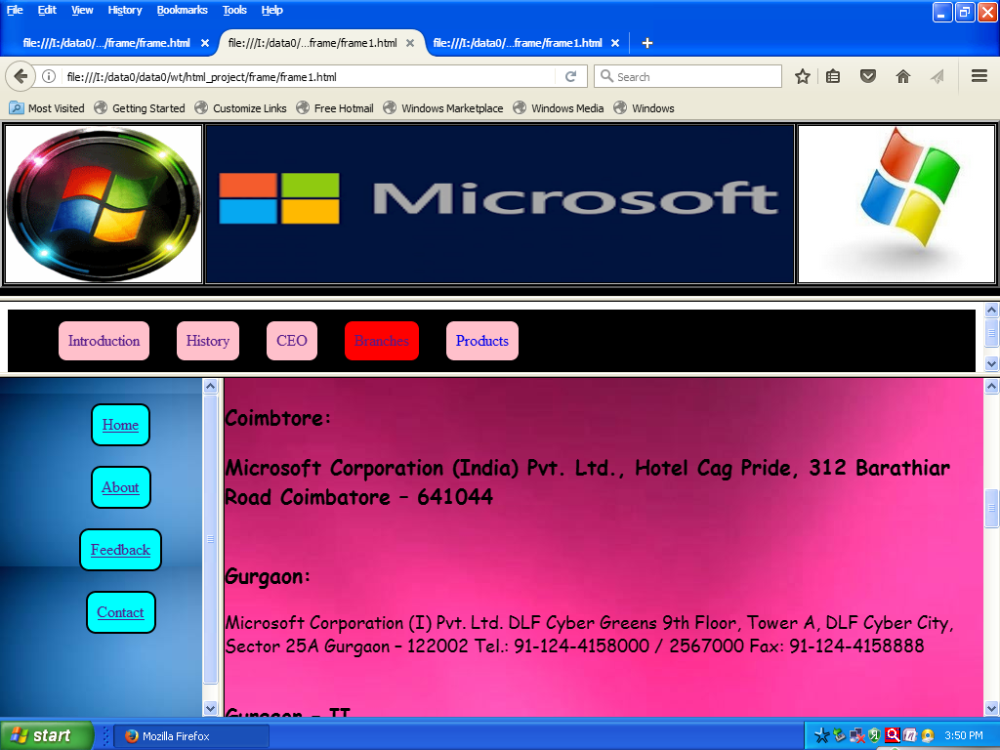 File Edit View History Bookmarks Tools Help
file:///I:/data0/.../frame/frame.html × file:///I:/data0/...frame/frame1.html × file:///I:/data0/...frame/frame1.html × +
file:///I:/data0/data0/wt/html_project/frame/frame1.html Search
Most Visited Getting Started Customize Links Free Hotmail Windows Marketplace Windows Media Windows
Microsoft
Introduction History CEO Branches Products
Home
About
Feedback
Contact
Coimbtore:
Microsoft Corporation (India) Pvt. Ltd., Hotel Cag Pride, 312 Barathiar
Road Coimbatore – 641044
Gurgaon:
Microsoft Corporation (I) Pvt. Ltd. DLF Cyber Greens 9th Floor, Tower A, DLF Cyber City,
Sector 25A Gurgaon – 122002 Tel.: 91-124-4158000 / 2567000 Fax: 91-124-4158888
Gurgaon – II
start Mozilla Firefox 3:50 PM